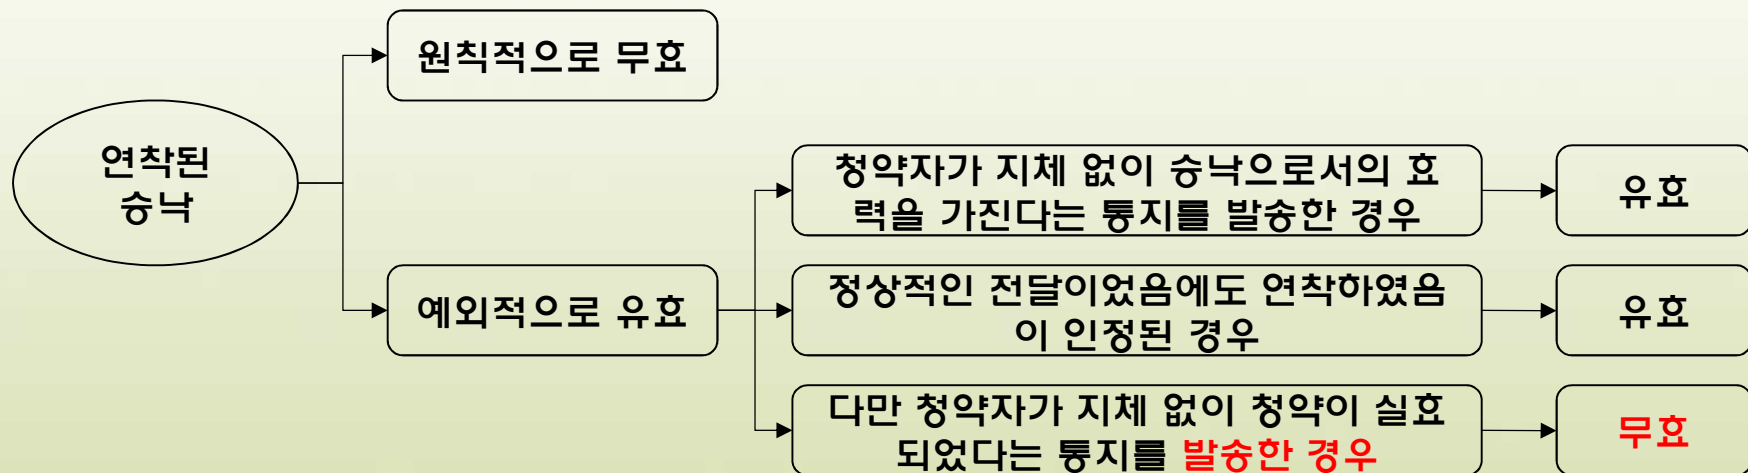 원칙적으로 무효
연착된
승낙
청약자가 지체 없이 승낙으로서의 효
력을 가진다는 통지를 발송한 경우
유효
예외적으로 유효
정상적인 전달이었음에도 연착하였음
이 인정된 경우
유효
다만 청약자가 지체 없이 청약이 실효
되었다는 통지를 발송한 경우
무효